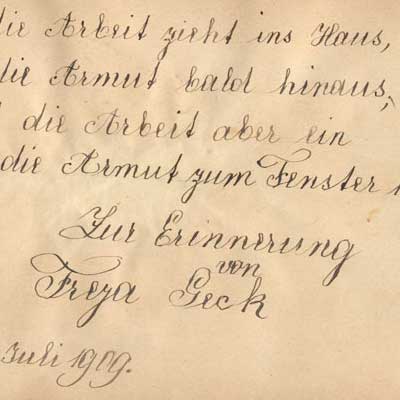 die Arbeit zieht ins Haus,
die Armut bald hinaus;
die Arbeit aber ein
die Armut zum Fenster
Zur Erinnerung
von
Freya Geck
Juli 1909.